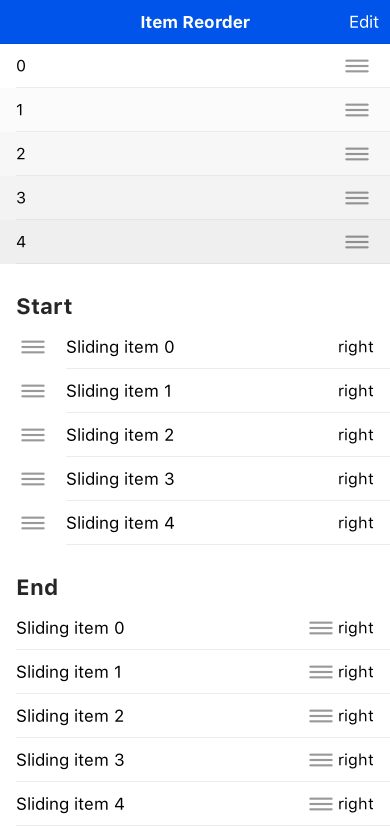 Item Reorder Edit
0
1
2
3
4
Start
Sliding item 0 right
Sliding item 1 right
Sliding item 2 right
Sliding item 3 right
Sliding item 4 right
End
Sliding item 0 right
Sliding item 1 right
Sliding item 2 right
Sliding item 3 right
Sliding item 4 right